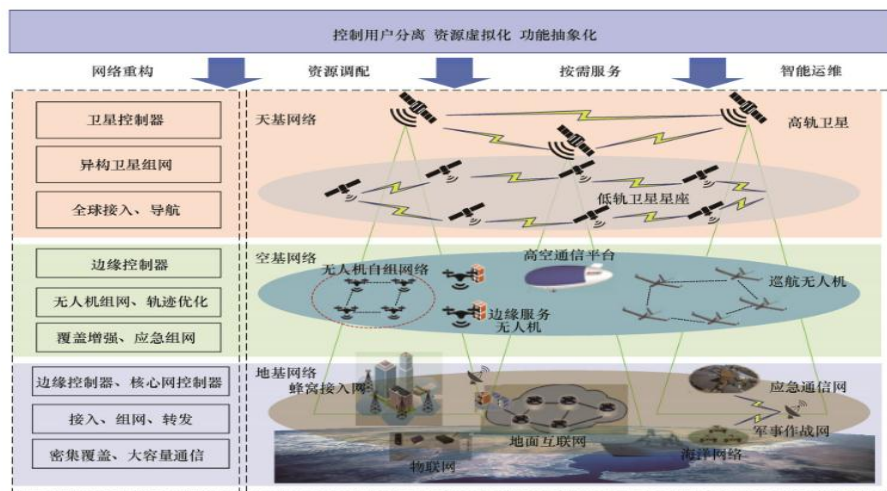 控制用户分离 资源虚拟化 功能抽象化
网络重构
资源调配
按需服务
智能运维
卫星控制器
异构卫星组网
全球接入、导航
天基网络
高轨卫星
低轨卫星星座
边缘控制器
无人机组网、轨迹优化
覆盖增强、应急组网
空基网络
无人机自组网络
高空通信平台
巡航无人机
边缘服务
无人机
边缘控制器、核心网控制器
接入、组网、转发
密集覆盖、大容量通信
地基网络
蜂窝接入网
应急通信网
地面互联网
军事作战网
物联网
海洋网络